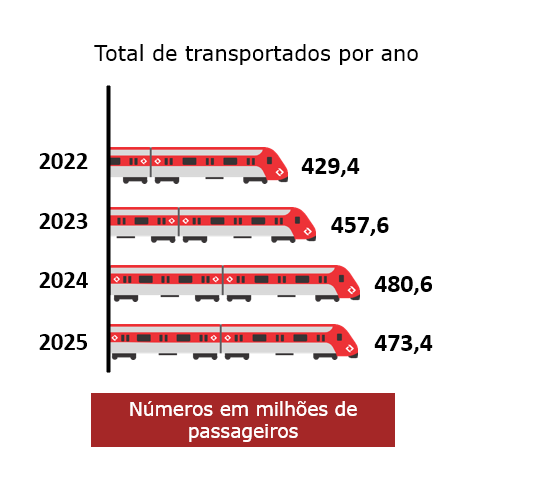 Total de transportados por ano
2022 429,4
2023 457,6
2024 480,6
2025 473,4
Números em milhões de
passageiros